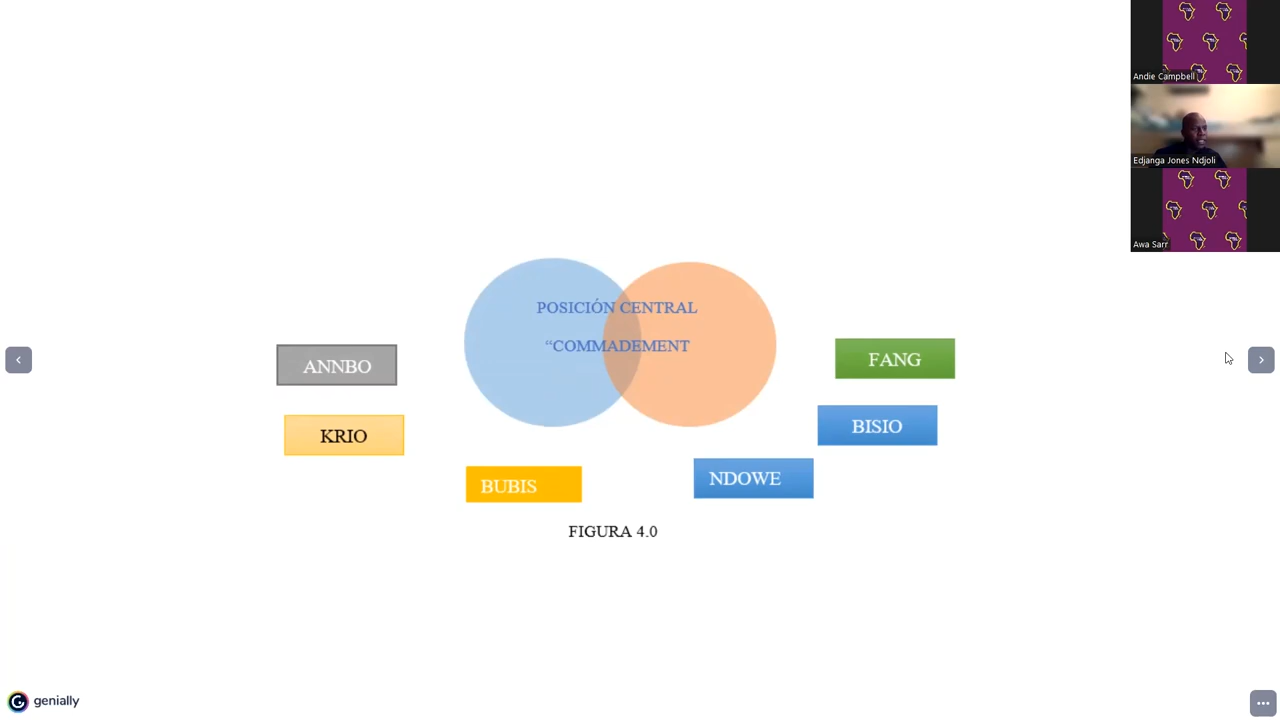 Andie Campbell
Edjanga Jones Ndjoli
Awa Sarr
POSICIÓN CENTRAL
“COMMADEMENT
ANNBO
FANG
KRIO
BISIO
BUBIS
NDOWE
FIGURA 4.0
genially